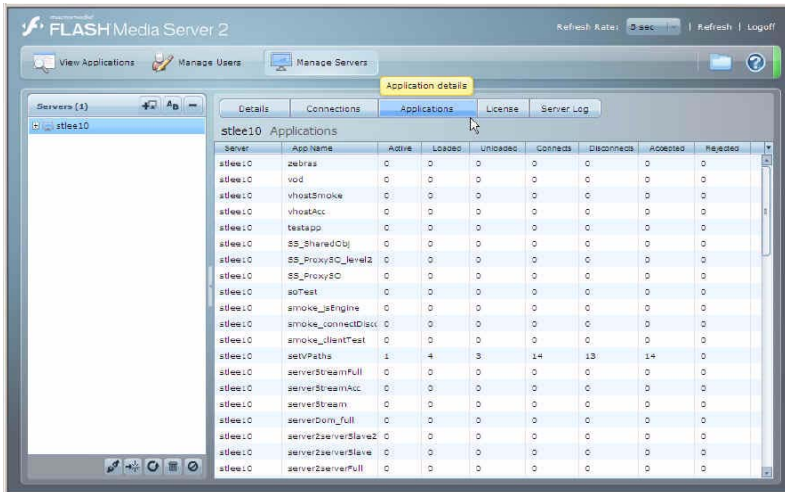 macromedia
FLASH Media Server 2
Refresh Rate: 5 sec | Refresh | Logoff
View Applications Manage Users Manage Servers
Application details
Servers (1)
stlee10
Details Connections Applications License Server Log
stlee10 Applications
Server App Name Active Loaded Unloaded Connects Disconnects Accepted Rejected
stlee10 zebras 0 0 0 0 0 0 0
stlee10 vod 0 0 0 0 0 0 0
stlee10 vhostSmoke 0 0 0 0 0 0 0
stlee10 vhostAcc 0 0 0 0 0 0 0
stlee10 testapp 0 0 0 0 0 0 0
stlee10 SS_SharedObj 0 0 0 0 0 0 0
stlee10 SS_ProxySO_level2 0 0 0 0 0 0 0
stlee10 SS_ProxySO 0 0 0 0 0 0 0
stlee10 soTest 0 0 0 0 0 0 0
stlee10 smoke_jsEngine 0 0 0 0 0 0 0
stlee10 smoke_connectDiscc 0 0 0 0 0 0 0
stlee10 smoke_clientTest 0 0 0 0 0 0 0
stlee10 setVPaths 1 4 3 14 13 14 0
stlee10 serverStreamFull 0 0 0 0 0 0 0
stlee10 serverStreamAcc 0 0 0 0 0 0 0
stlee10 serverStream 0 0 0 0 0 0 0
stlee10 serverDom_full 0 0 0 0 0 0 0
stlee10 server2serverSlave2 0 0 0 0 0 0 0
stlee10 server2serverSlave 0 0 0 0 0 0 0
stlee10 server2serverFull 0 0 0 0 0 0 0